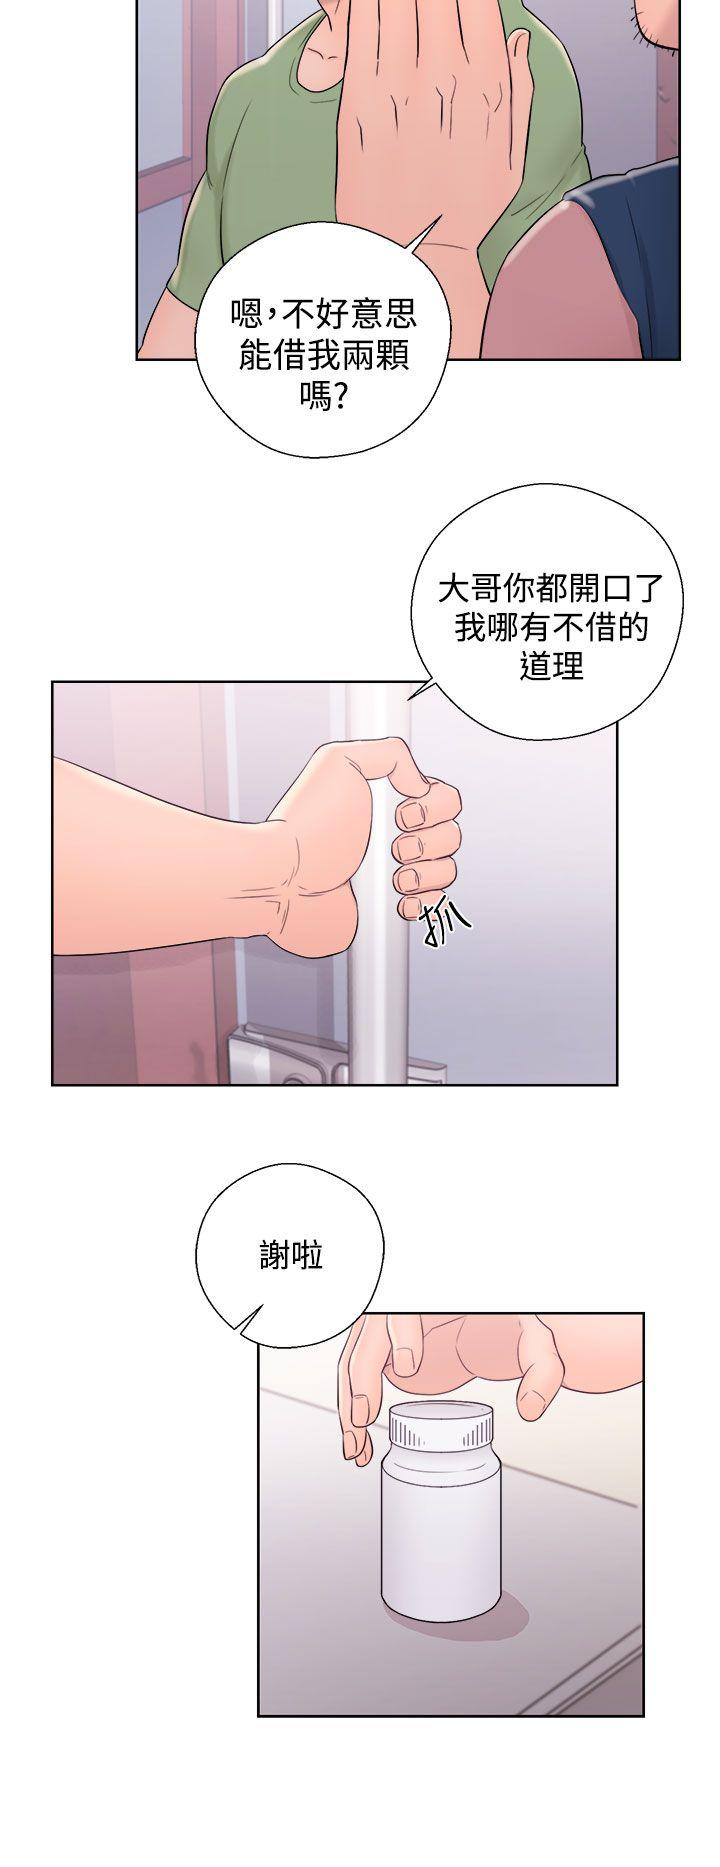 嗯，不好意思
能借我兩顆
嗎？
大哥你都開口了
我哪有不借的
道理
抓
謝啦